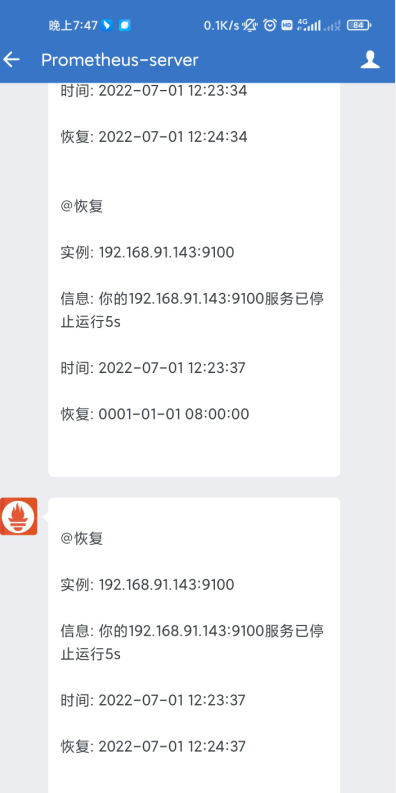 晚上7:47 0.1K/s HD 4G 84
Prometheus-server
时间: 2022-07-01 12:23:34
恢复: 2022-07-01 12:24:34
@恢复
实例: 192.168.91.143:9100
信息: 你的192.168.91.143:9100服务已停
止运行5s
时间: 2022-07-01 12:23:37
恢复: 0001-01-01 08:00:00
@恢复
实例: 192.168.91.143:9100
信息: 你的192.168.91.143:9100服务已停
止运行5s
时间: 2022-07-01 12:23:37
恢复: 2022-07-01 12:24:37